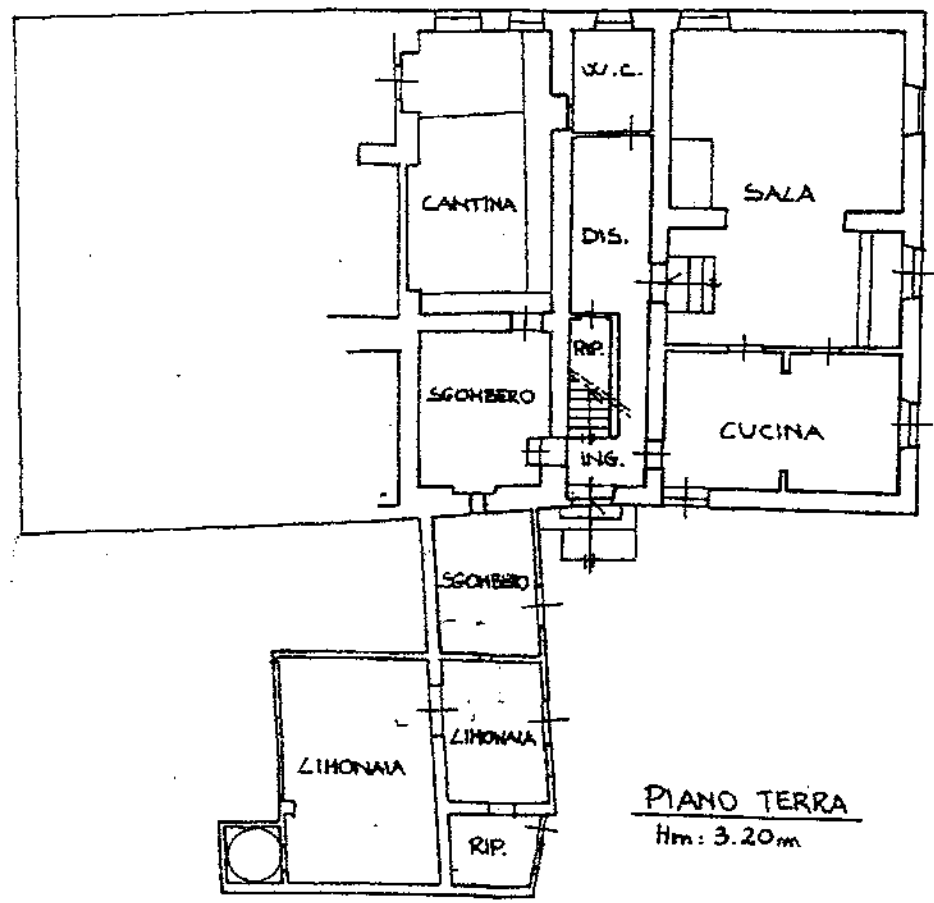 W.C.
CANTINA
SALA
DIS.
RIP.
SGOMBERO
CUCINA
ING.
SGOMBERO
LIMONAIA
LIMONAIA
RIP.
PIANO TERRA
Hm: 3.20m